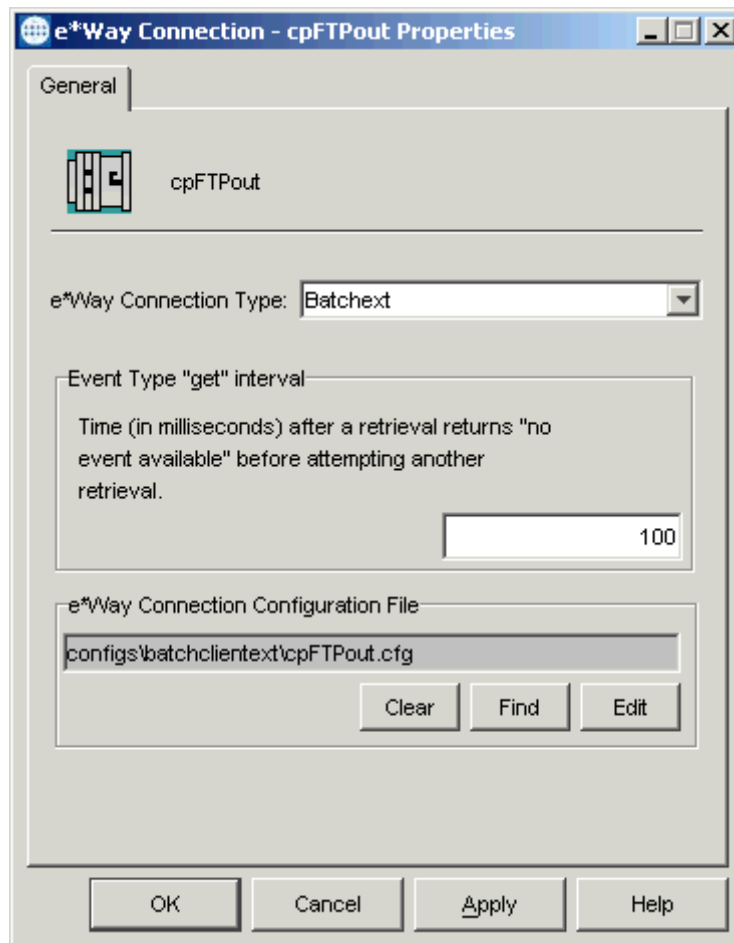 e*Way Connection - cpFTPout Properties
General
cpFTPout
e*Way Connection Type: Batchext
Event Type "get" interval
Time (in milliseconds) after a retrieval returns "no
event available" before attempting another
retrieval.
100
e*Way Connection Configuration File
configs\batchclientext\cpFTPout.cfg
Clear Find Edit
OK Cancel Apply Help